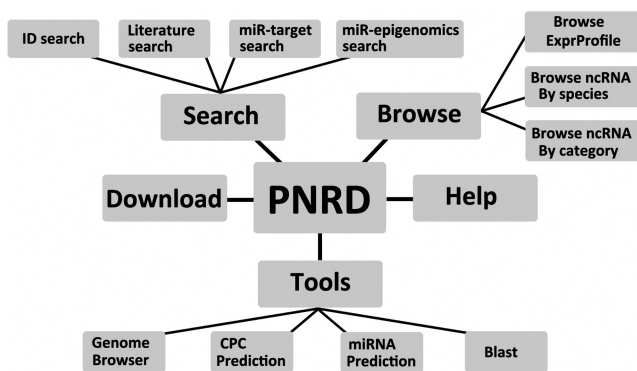 ID search
Literature
search
miR-target
search
miR-epigenomics
search
Browse
ExprProfile
Browse ncRNA
By species
Browse ncRNA
By category
Search
Browse
Download
PNRD
Help
Tools
Genome
Browser
CPC
Prediction
miRNA
Prediction
Blast